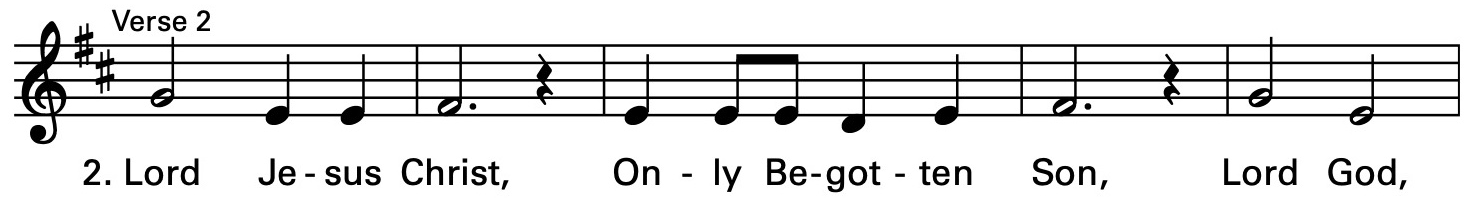 Verse 2
2. Lord Je - sus Christ, On - ly Be - got - ten Son, Lord God,